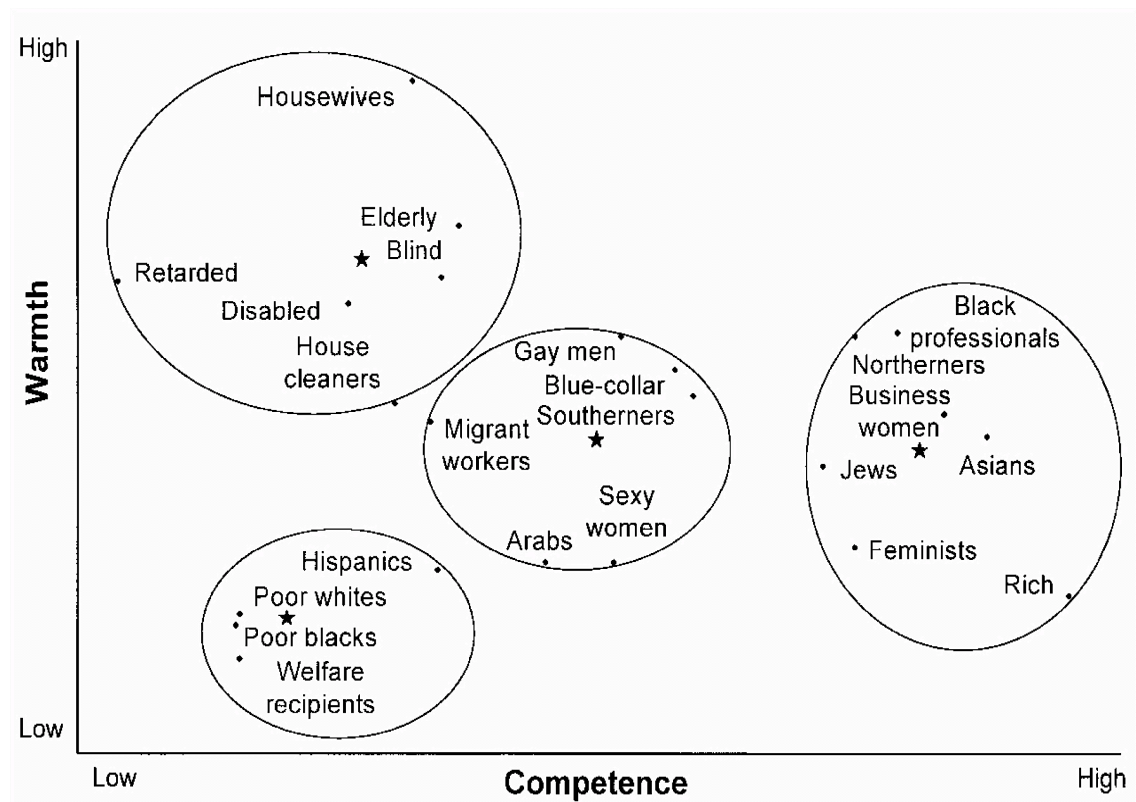 High
Housewives
Elderly
Blind
Retarded
Disabled
House
cleaners
Warmth
Gay men
Blue-collar
Southerners
Migrant
workers
Sexy
women
Arabs
Black
professionals
Northerners
Business
women
Jews
Asians
Feminists
Rich
Hispanics
Poor whites
Poor blacks
Welfare
recipients
Low
Low
Competence
High